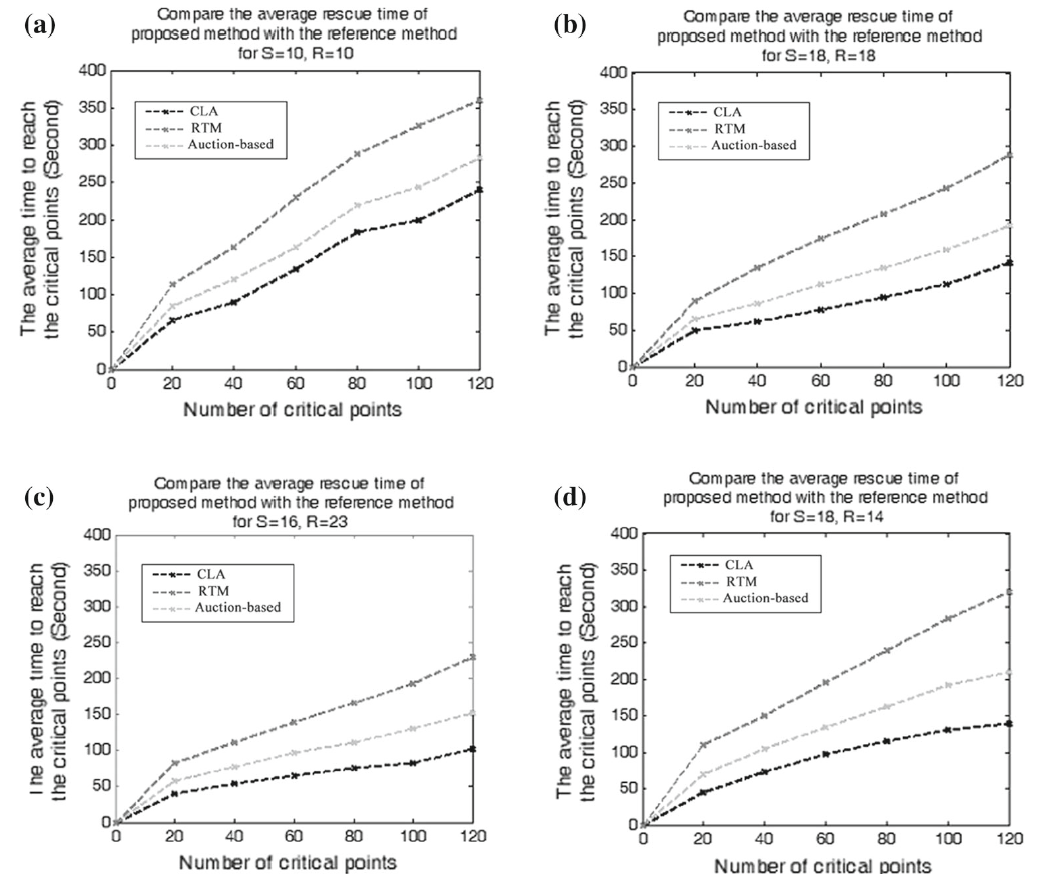 (a)
Compare the average rescue time of
proposed method with the reference method
for S=10, R=10
CLA
RTM
Auction-based
The average time to reach
the critical points (Second)
400
350
300
250
200
150
100
50
0
0 20 40 60 80 100 120
Number of critical points
(b)
Compare the average rescue time of
proposed method with the reference method
for S=18, R=18
CLA
RTM
Auction-based
The average time to reach
the critical points (Second)
400
350
300
250
200
150
100
50
0
0 20 40 60 80 100 120
Number of critical points
(c)
Compare the average rescue time of
proposed method with the reference method
for S=16, R=23
CLA
RTM
Auction-based
The average time to reach
the critical points (Second)
400
350
300
250
200
150
100
50
0
0 20 40 60 80 100 120
Number of critical points
(d)
Compare the average rescue time of
proposed method with the reference method
for S=18, R=14
CLA
RTM
Auction-based
The average time to reach
the critical points (Second)
400
350
300
250
200
150
100
50
0
0 20 40 60 80 100 120
Number of critical points